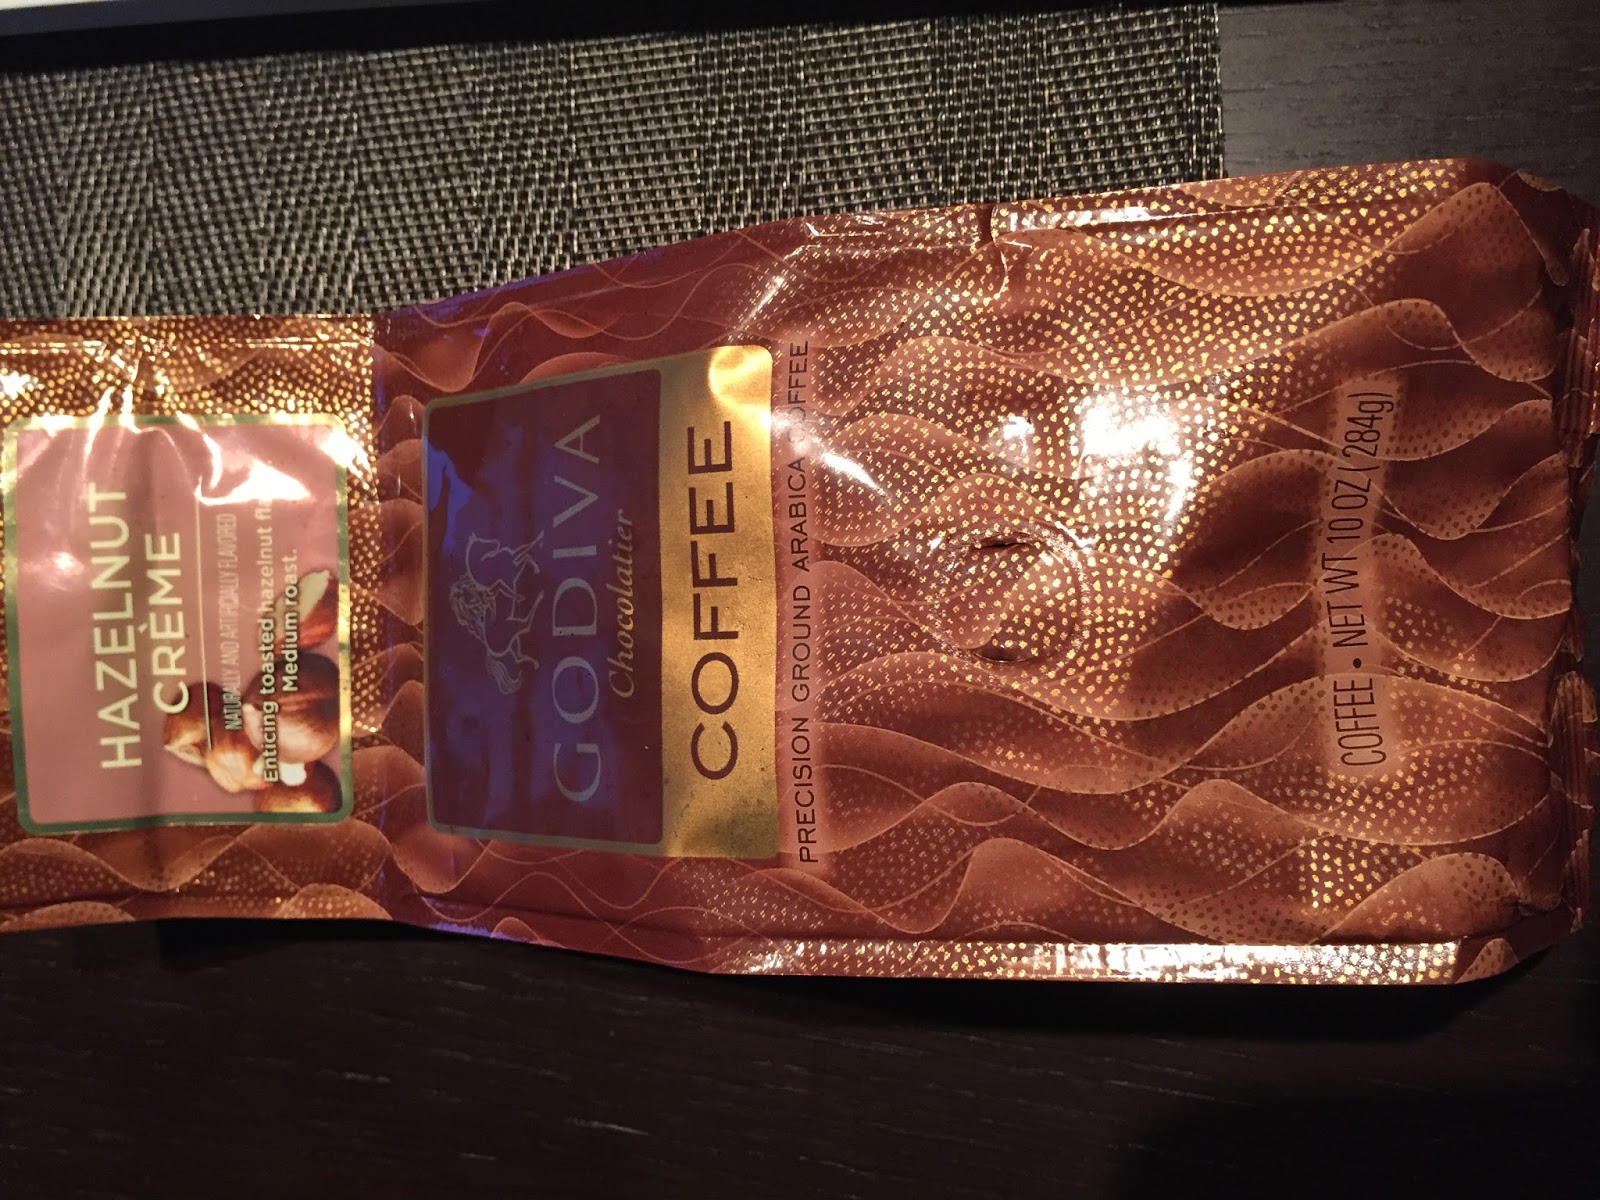 HAZELNUT
CRÈME
NATURALLY AND ARTIFICIALLY FLAVORED
Enticing toasted hazelnut
Medium roast.
GODIVA
Chocolatier
COFFEE
PRECISION GROUND ARABICA COFFEE
COFFEE • NET WT 10 OZ (284g)